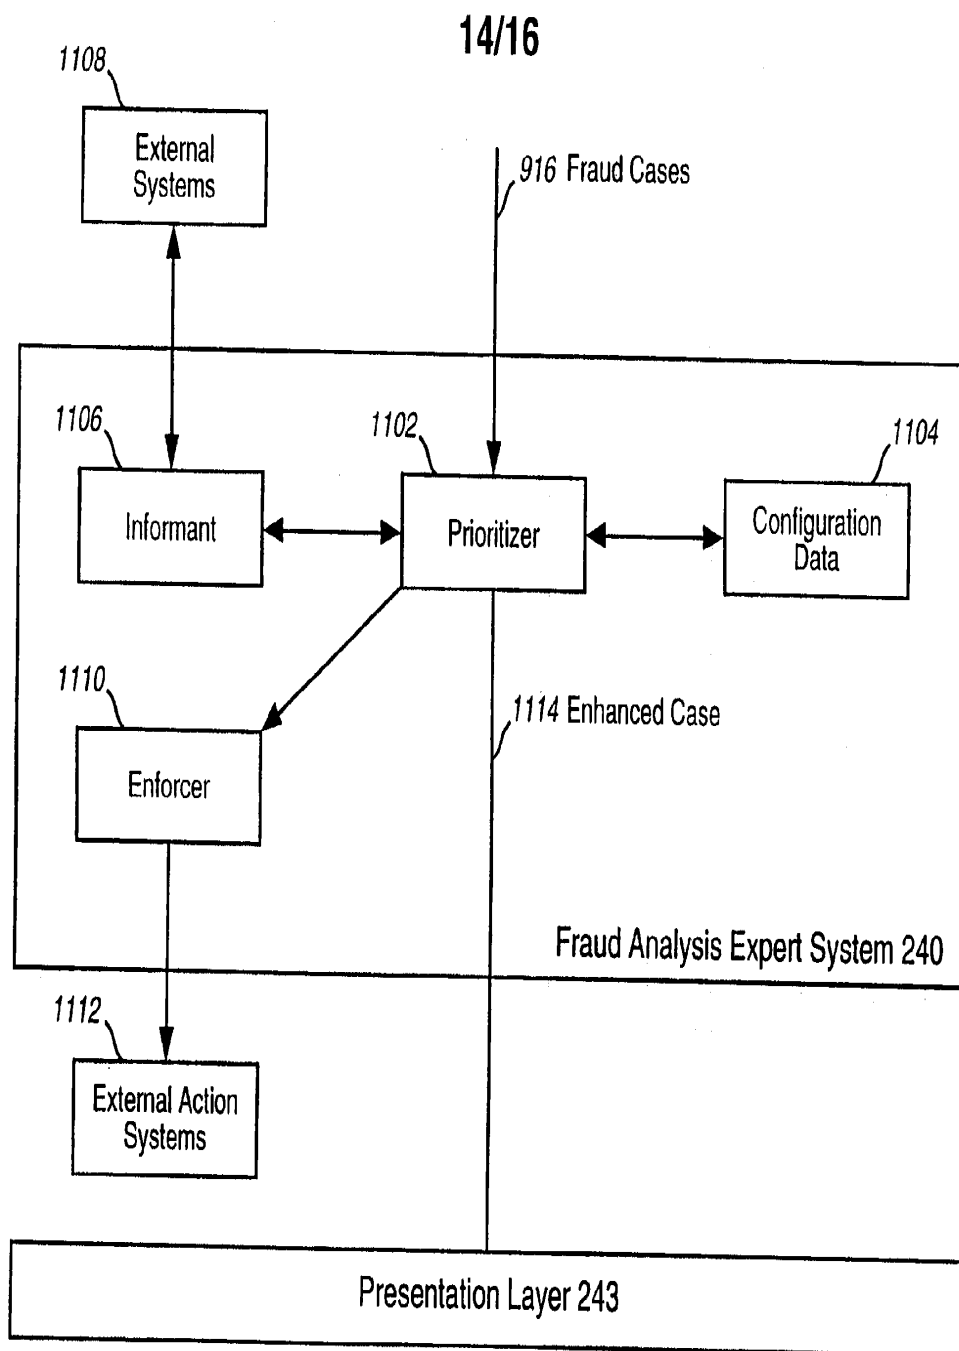 14/16
1108
External
Systems
916 Fraud Cases
1106
1102
1104
Informant
Prioritizer
Configuration
Data
1110
1114 Enhanced Case
Enforcer
Fraud Analysis Expert System 240
1112
External Action
Systems
Presentation Layer 243